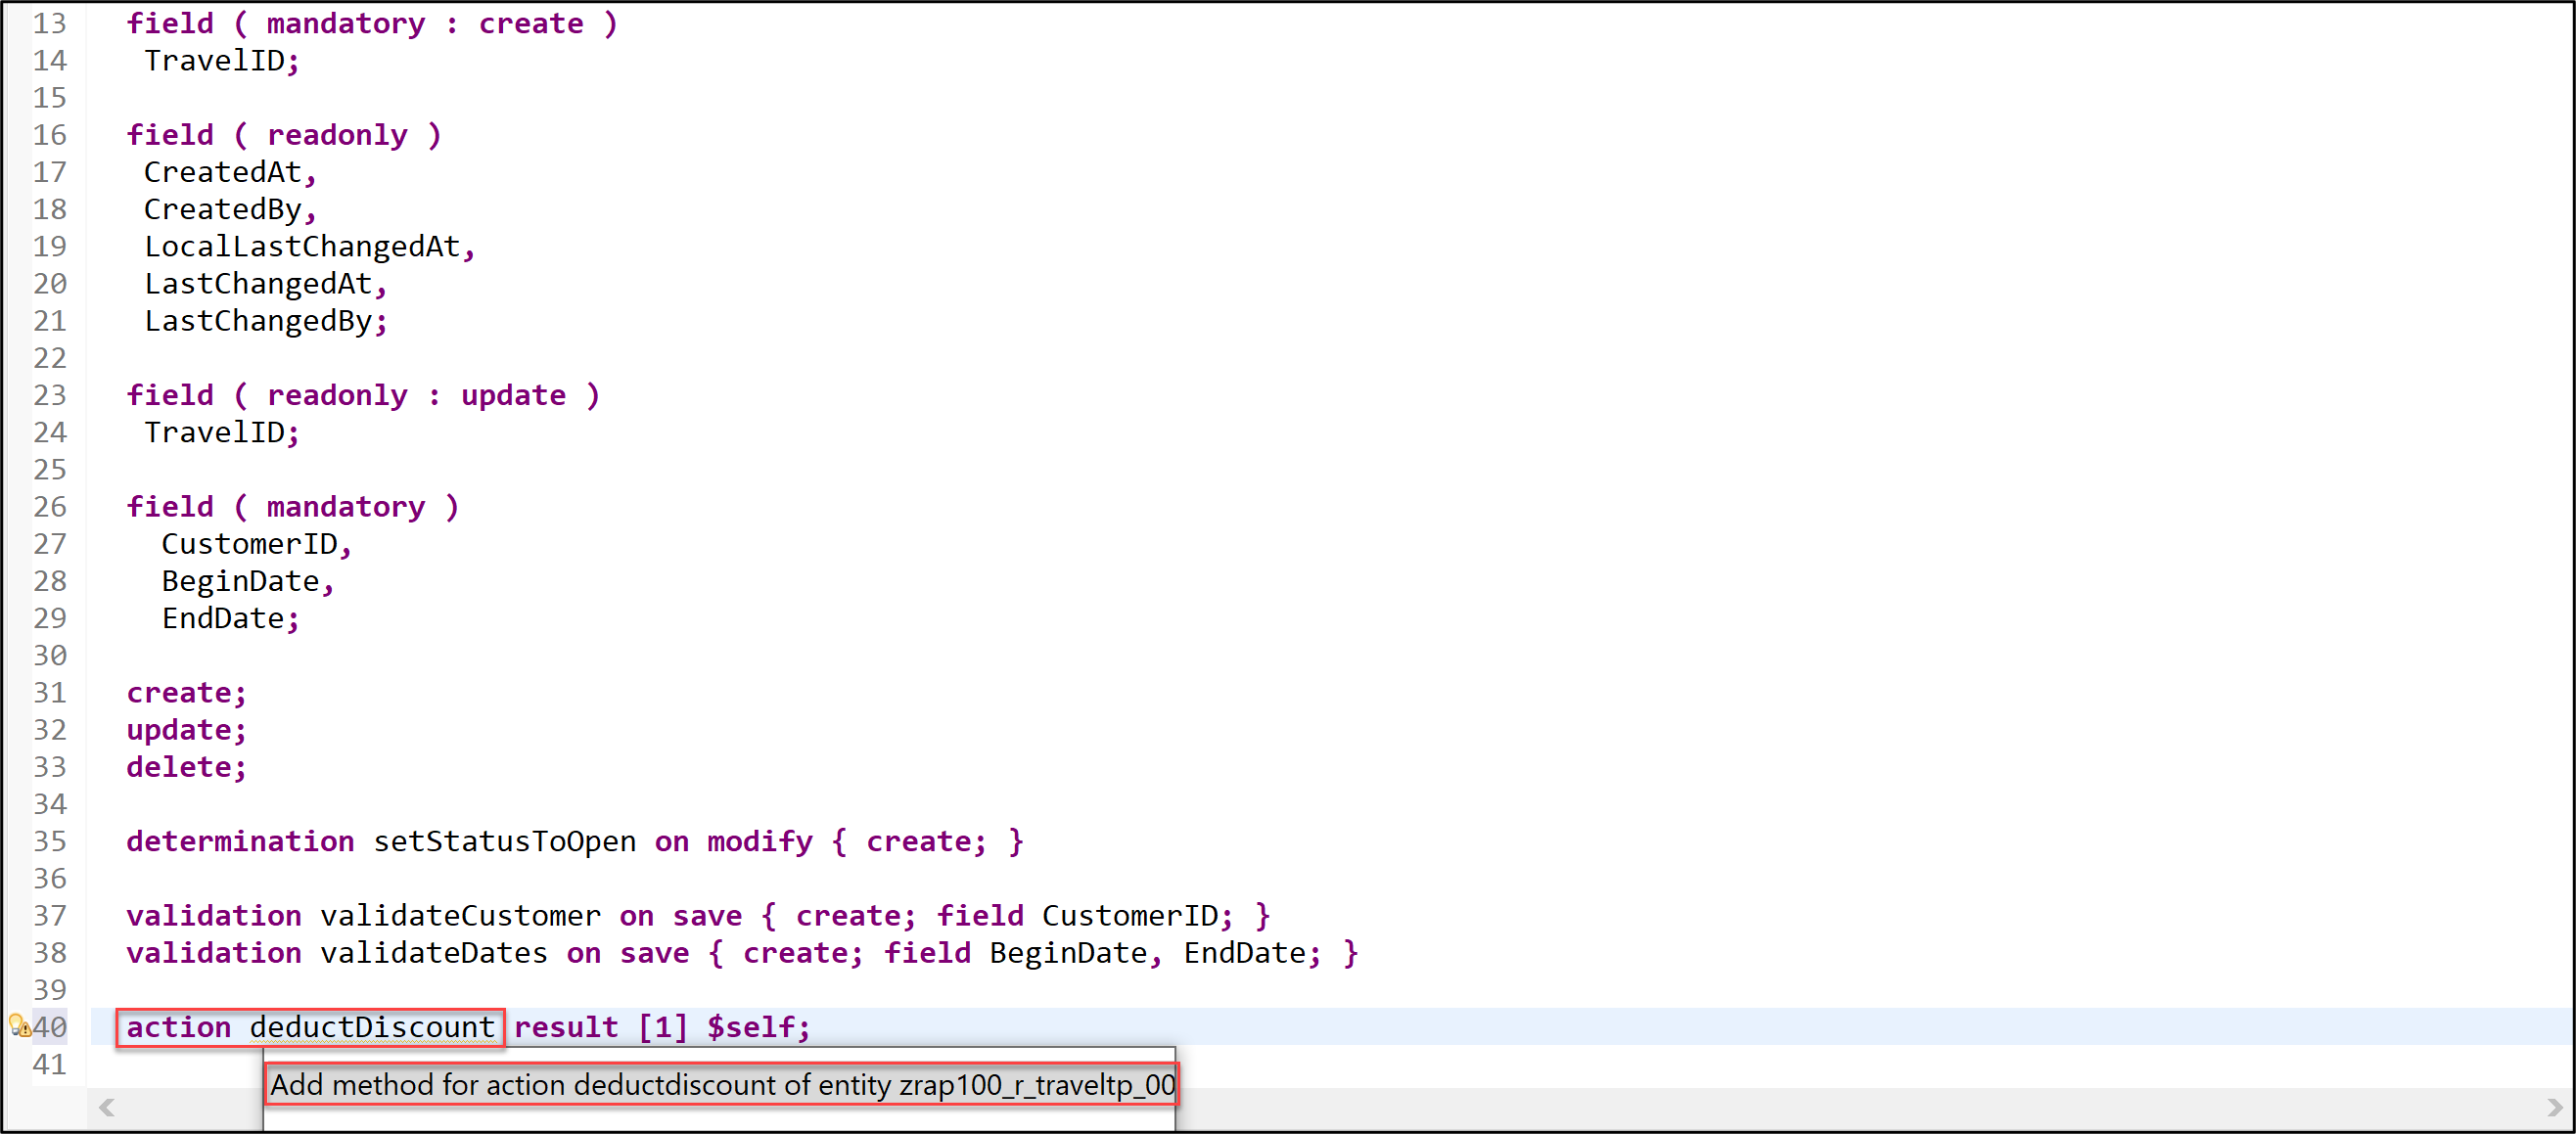 13 field ( mandatory : create )
14 TravelID;
15
16 field ( readonly )
17 CreatedAt,
18 CreatedBy,
19 LocalLastChangedAt,
20 LastChangedAt,
21 LastChangedBy;
22
23 field ( readonly : update )
24 TravelID;
25
26 field ( mandatory )
27 CustomerID,
28 BeginDate,
29 EndDate;
30
31 create;
32 update;
33 delete;
34
35 determination setStatusToOpen on modify { create; }
36
37 validation validateCustomer on save { create; field CustomerID; }
38 validation validateDates on save { create; field BeginDate, EndDate; }
39
40 action deductDiscount result [1] $self;
41
Add method for action deductdiscount of entity zrap100_r_traveltp_00